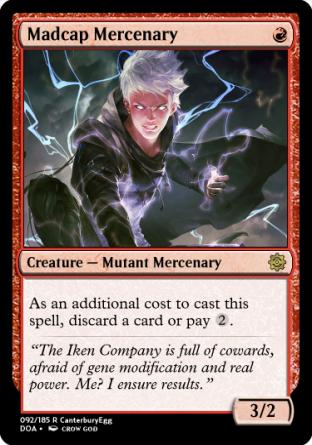 Madcap Mercenary
Creature — Mutant Mercenary
As an additional cost to cast this
spell, discard a card or pay 2.
“The Iken Company is full of cowards,
afraid of gene modification and real
power. Me? I ensure results.”
3/2
092/185 R CanterburyEgg
DOA • CROW GOD